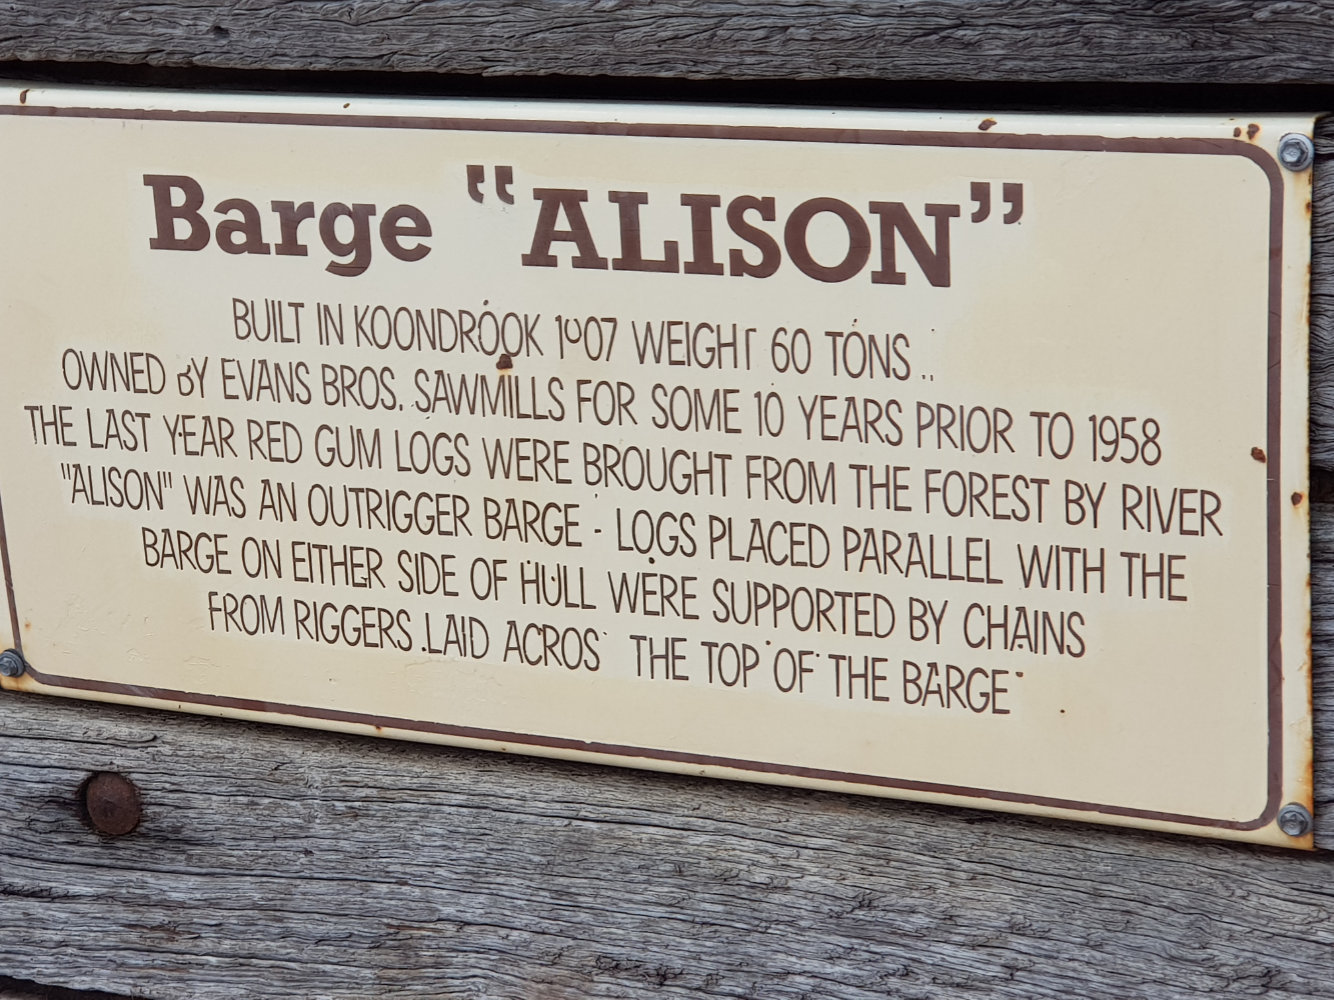 Barge "ALISON"
BUILT IN KOONDROOK 1907 WEIGHT 60 TONS ..
OWNED BY EVANS BROS. SAWMILLS FOR SOME 10 YEARS PRIOR TO 1958
THE LAST YEAR RED GUM LOGS WERE BROUGHT FROM THE FOREST BY RIVER
"ALISON" WAS AN OUTRIGGER BARGE - LOGS PLACED PARALLEL WITH THE
BARGE ON EITHER SIDE OF HULL WERE SUPPORTED BY CHAINS
FROM RIGGERS LAID ACROS THE TOP OF THE BARGE